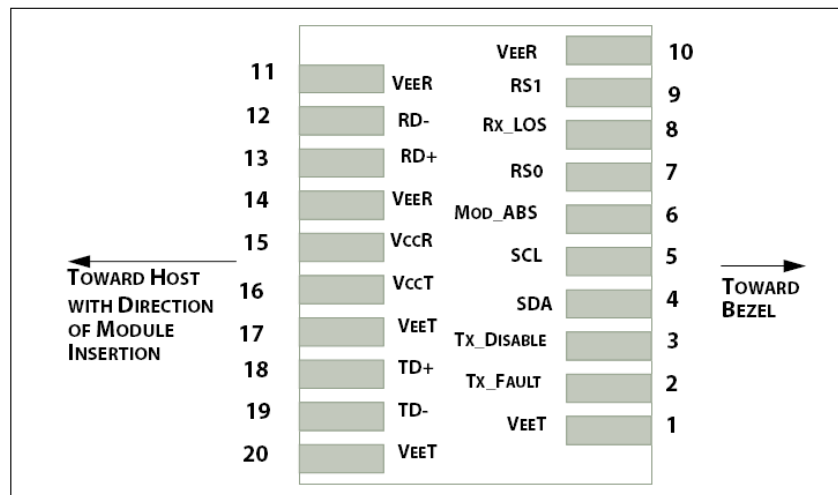 VEER 10
11 VEER
RS1 9
12 RD-
RX_LOS 8
13 RD+
RS0 7
14 VEER
MOD_ABS 6
15 VCCR
SCL 5
16 VCCT
SDA 4
17 VEET
TX_DISABLE 3
18 TD+
TX_FAULT 2
19 TD-
VEET 1
20 VEET
TOWARD HOST
WITH DIRECTION
OF MODULE
INSERTION
TOWARD
BEZEL